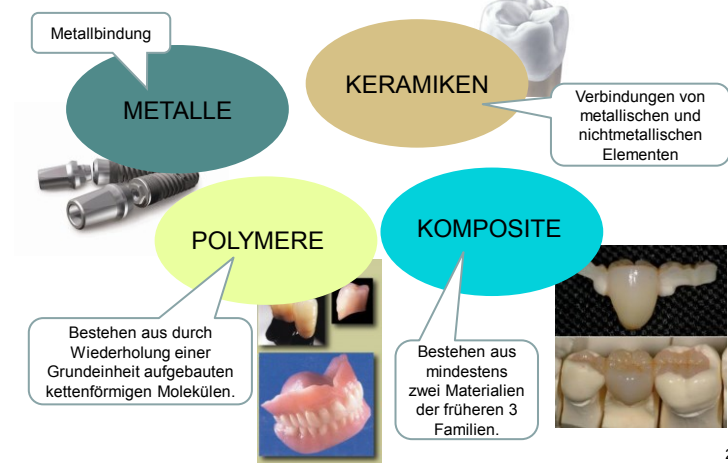 Metallbindung
METALLE
KERAMIKEN
Verbindungen von
metallischen und
nichtmetallischen
Elementen
POLYMERE
KOMPOSITE
Bestehen aus durch
Wiederholung einer
Grundeinheit aufgebauten
kettenförmigen Molekülen.
Bestehen aus
mindestens
zwei Materialien
der früheren 3
Familien.